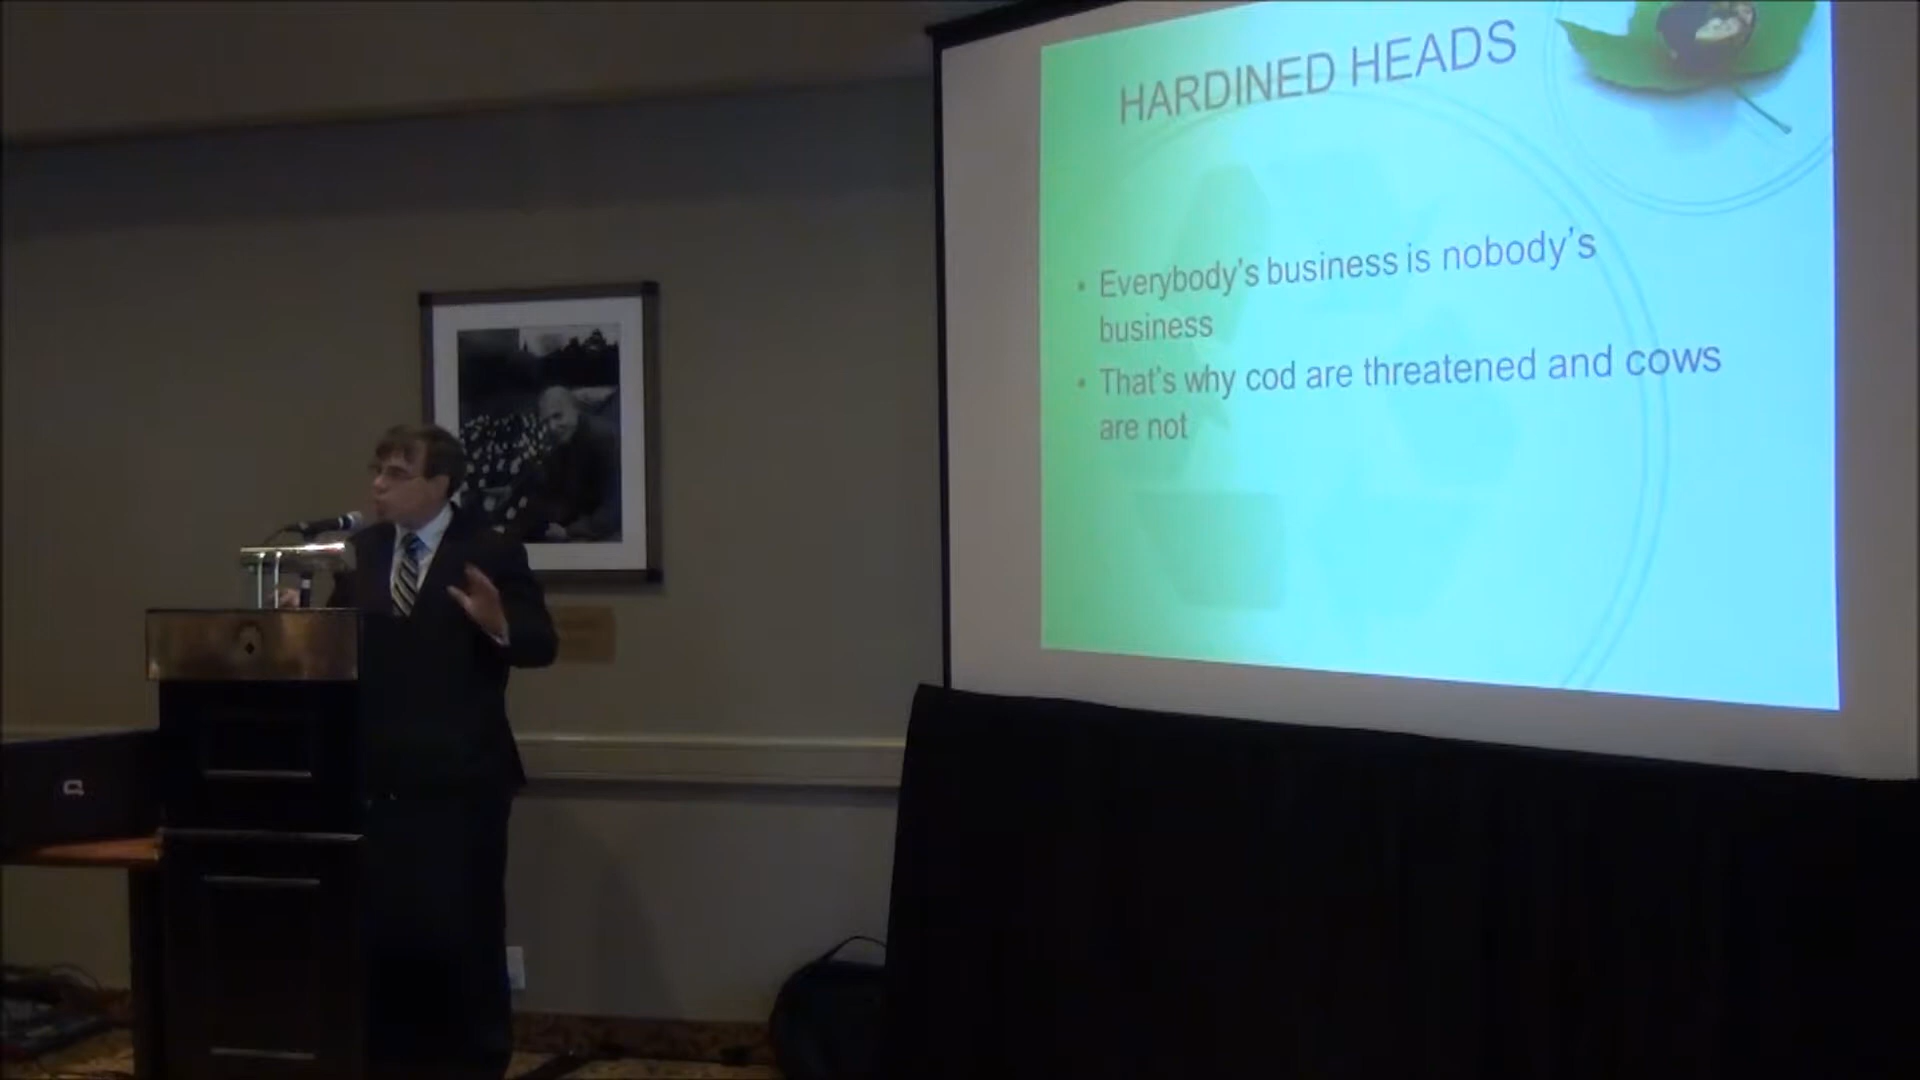 HARDINED HEADS
• Everybody's business is nobody's
business
• That's why cod are threatened and cows
are not